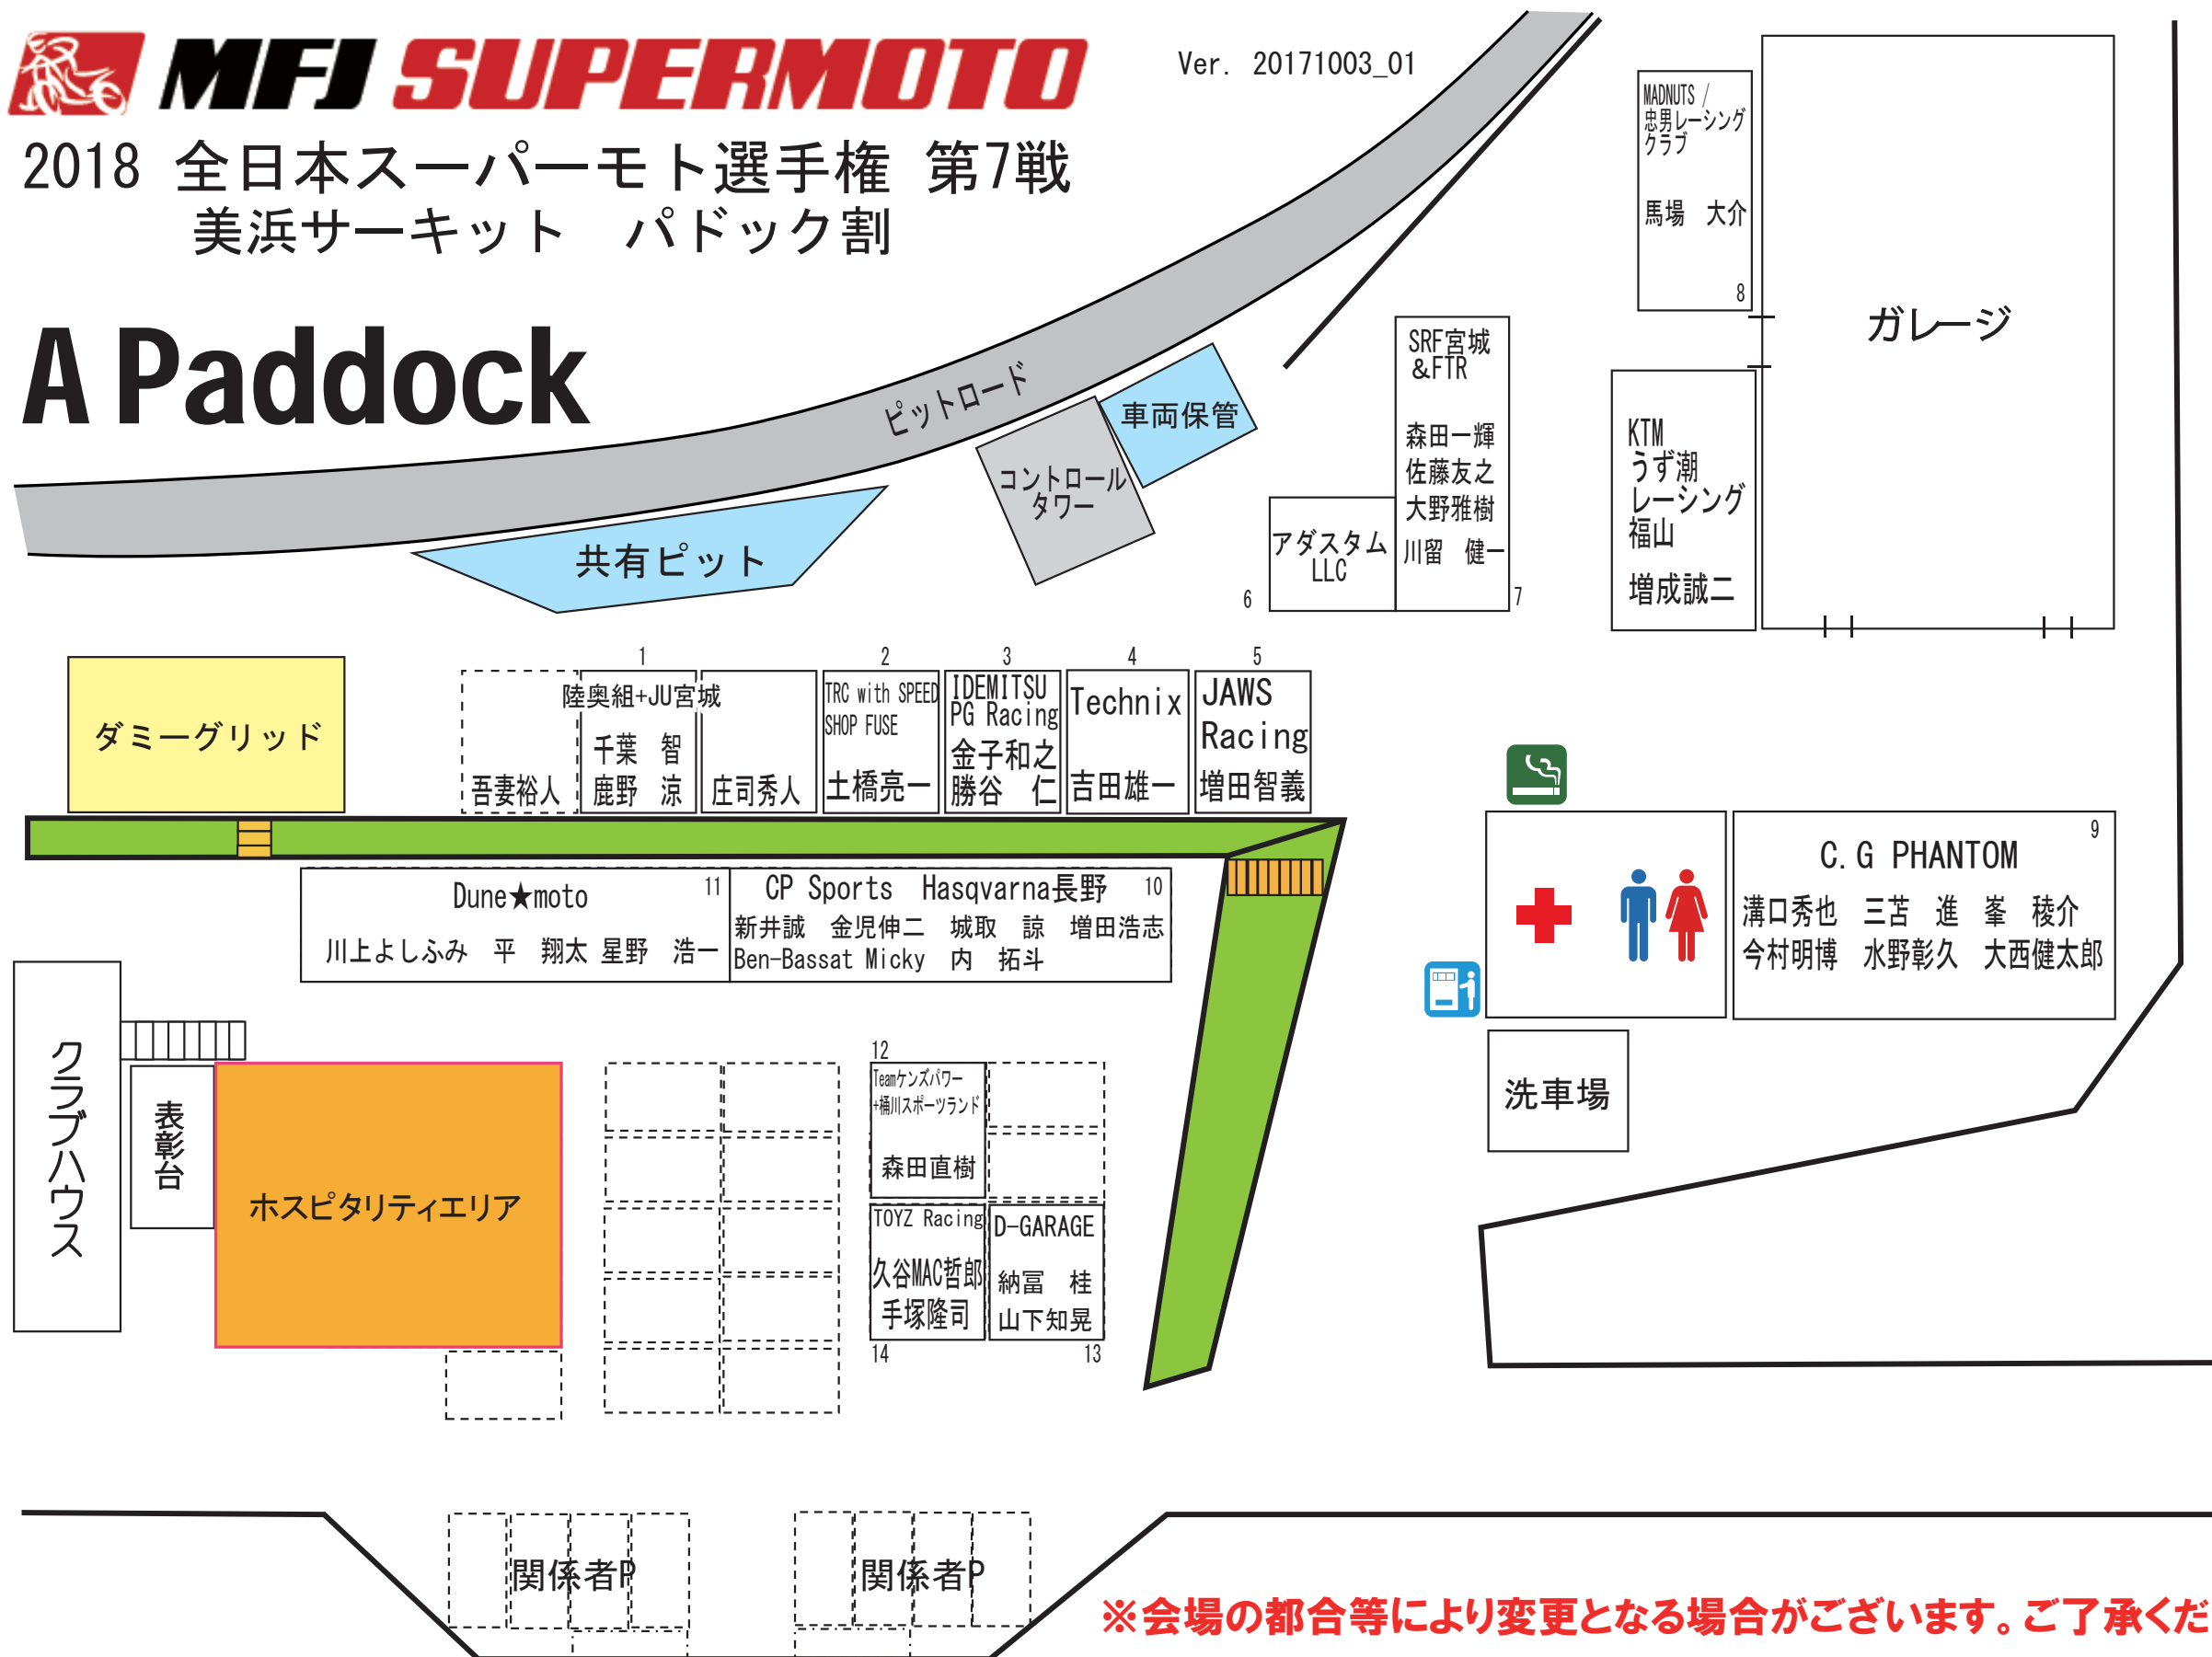 MFJ SUPERMOTO
Ver. 20171003_01
2018 全日本スーパーモト選手権 第7戦
美浜サーキット パドック割
A Paddock
MADNUTS /
忠男レーシング
クラブ
馬場 大介
8
ガレージ
SRF宮城
&FTR
森田一輝
佐藤友之
大野雅樹
川留 健一
7
ピットロード
車両保管
コントロール
タワー
アダスタム
LLC
6
KTM
うず潮
レーシング
福山
増成誠二
共有ピット
ダミーグリッド
吾妻裕人
1
陸奥組+JU宮城
千葉 智
鹿野 涼
庄司秀人
2
TRC with SPEED
SHOP FUSE
土橋亮一
3
IDEMITSU
PG Racing
金子和之
勝谷 仁
4
Technix
吉田雄一
5
JAWS
Racing
増田智義
Dune★moto
11
川上よしふみ 平 翔太 星野 浩一
CP Sports Hasqvarna長野
10
新井誠 金児伸二 城取 諒 増田浩志
Ben-Bassat Micky 内 拓斗
9
C.G PHANTOM
溝口秀也 三苫 進 峯 稜介
今村明博 水野彰久 大西健太郎
洗車場
クラブハウス
表彰台
ホスピタリティエリア
12
Teamケンズパワー
+桶川スポーツランド
森田直樹
TOYZ Racing
久谷MAC哲郎
手塚隆司
14
D-GARAGE
納冨 桂
山下知晃
13
関係者P
関係者P
※会場の都合等により変更となる場合がございます。ご了承くだ